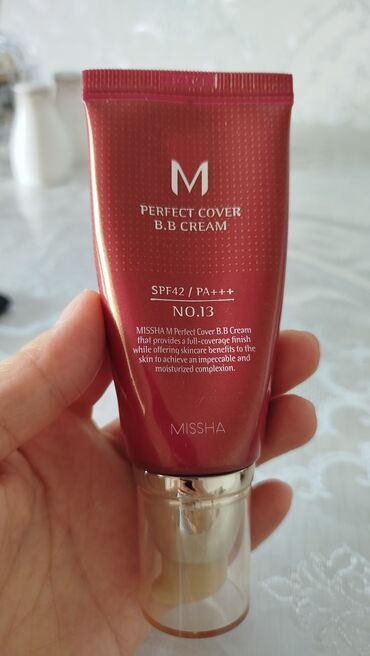 M
PERFECT COVER
B.B CREAM
SPF42 / PA+++
NO.13
MISSHA M Perfect Cover B.B Cream
that provides a full-coverage finish
while offering skincare benefits to the
skin to achieve an impeccable and
moisturized complexion.
MISSHA